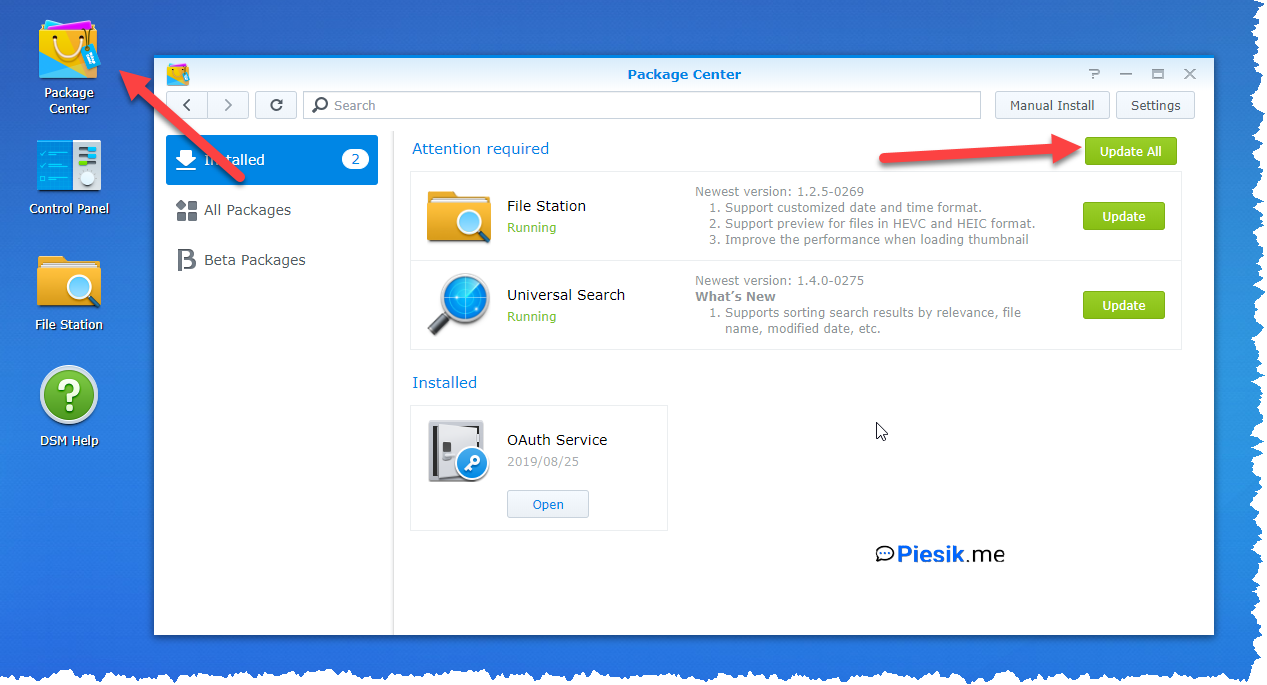 Package
Center
Control Panel
File Station
DSM Help
Package Center
Search
Manual Install
Settings
Installed
2
All Packages
Beta Packages
Attention required
Update All
File Station
Running
Newest version: 1.2.5-0269
1. Support customized date and time format.
2. Support preview for files in HEVC and HEIC format.
3. Improve the performance when loading thumbnail
Update
Universal Search
Running
Newest version: 1.4.0-0275
What's New
1. Supports sorting search results by relevance, file
name, modified date, etc.
Update
Installed
OAuth Service
2019/08/25
Open
Piesik.me